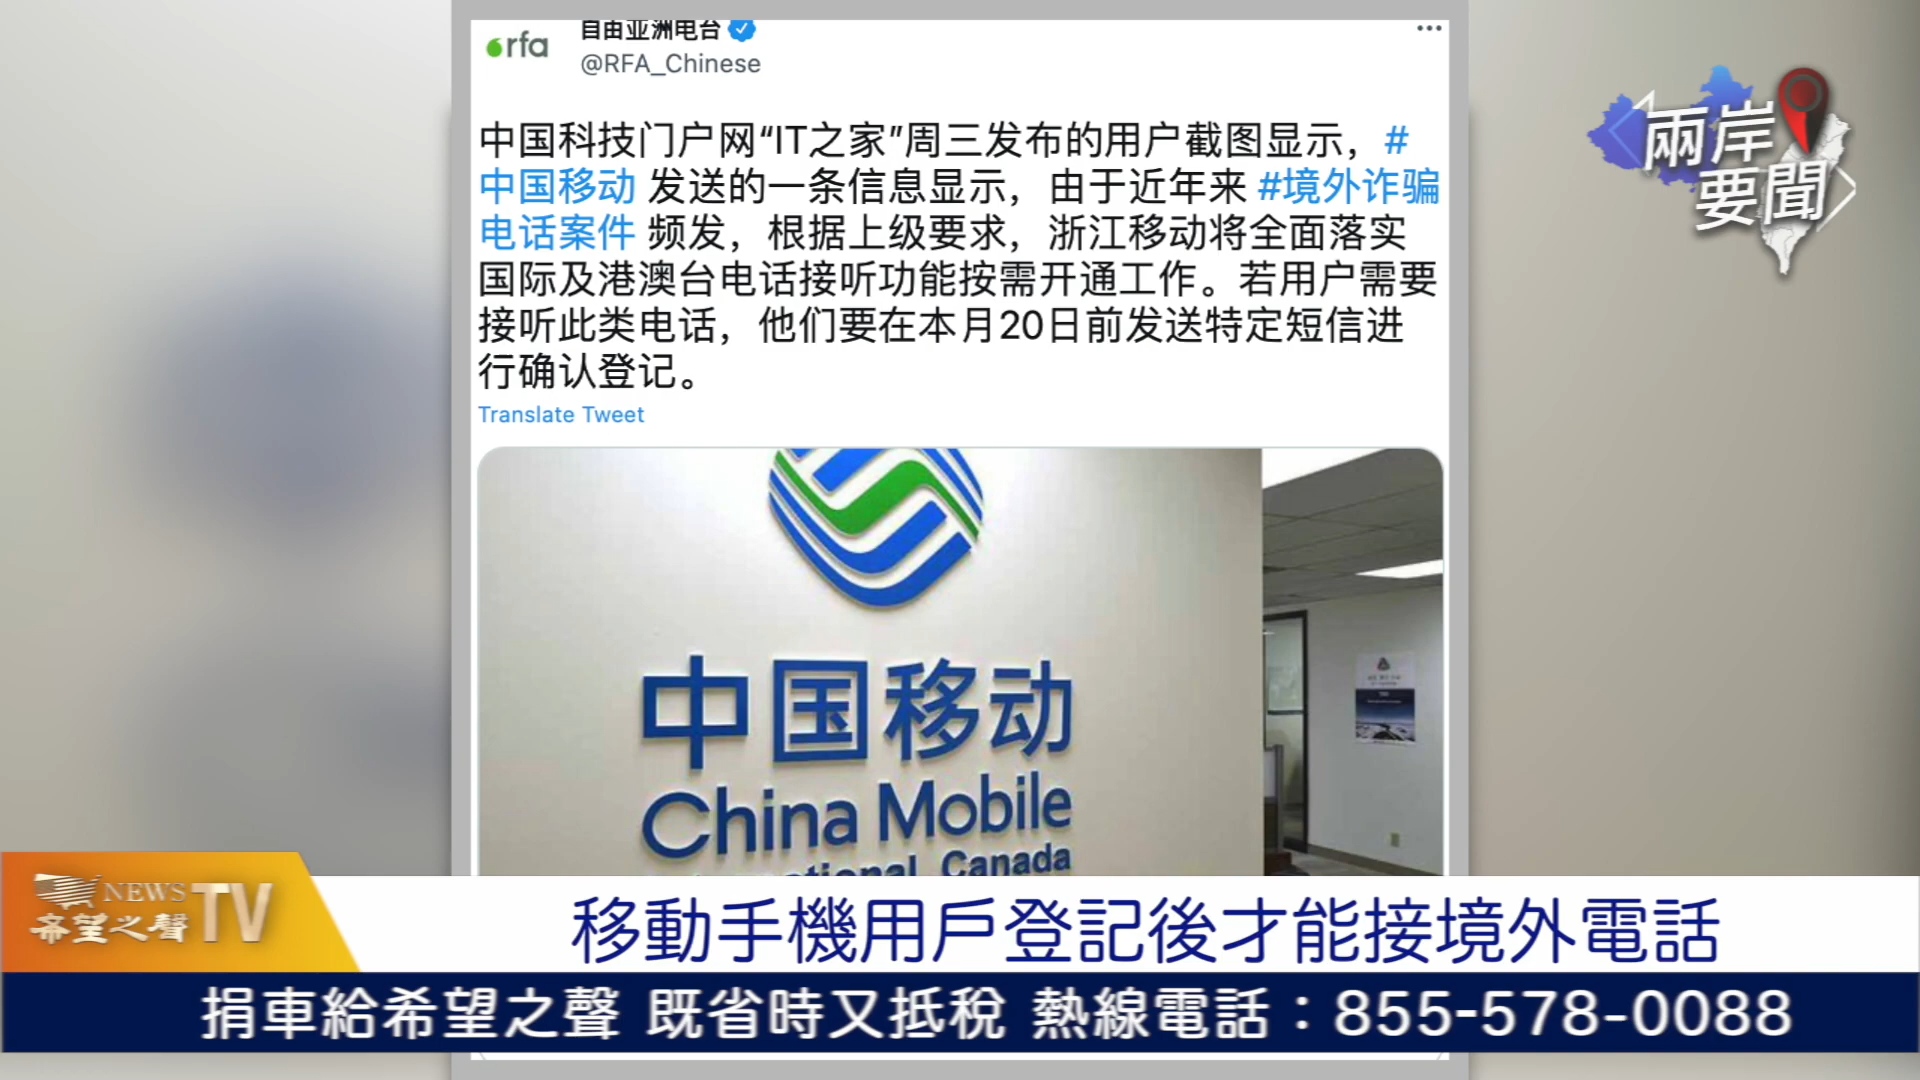 自由亚洲电台
rfa
@RFA_Chinese
中国科技门户网“IT之家”周三发布的用户截图显示，#
中国移动 发送的一条信息显示，由于近年来 #境外诈骗
电话案件 频发，根据上级要求，浙江移动将全面落实
国际及港澳台电话接听功能按需开通工作。若用户需要
接听此类电话，他们要在本月20日前发送特定短信进
行确认登记。
Translate Tweet
兩岸
要聞
中国移动
China Mobile
Canada
NEWS
希望之聲 TV
移動手機用戶登記後才能接境外電話
捐車給希望之聲 既省時又抵稅 熱線電話：855-578-0088